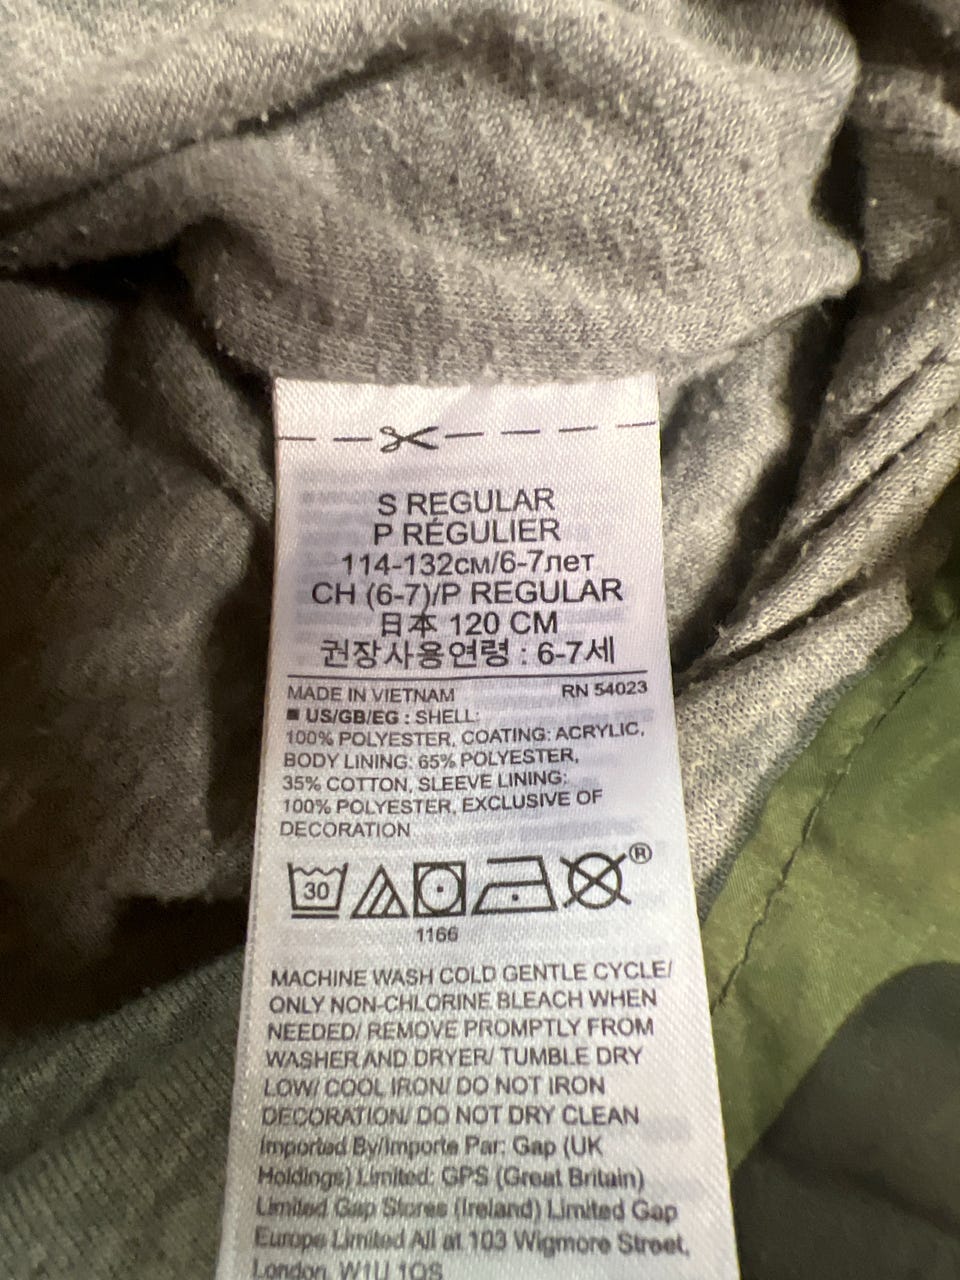 S REGULAR
P RÉGULIER
114-132см/6-7лет
CH (6-7)/P REGULAR
日本 120 CM
권장사용연령 : 6-7세
MADE IN VIETNAM RN 54023
■ US/GB/EG : SHELL:
100% POLYESTER, COATING: ACRYLIC,
BODY LINING: 65% POLYESTER,
35% COTTON, SLEEVE LINING:
100% POLYESTER, EXCLUSIVE OF
DECORATION
30
®
1166
MACHINE WASH COLD GENTLE CYCLE/
ONLY NON-CHLORINE BLEACH WHEN
NEEDED/ REMOVE PROMPTLY FROM
WASHER AND DRYER/ TUMBLE DRY
LOW/ COOL IRON/ DO NOT IRON
DECORATION/ DO NOT DRY CLEAN
Imported By/Importe Par: Gap (UK
Holdings) Limited: GPS (Great Britain)
Limited Gap Stores (Ireland) Limited Gap
Europe Limited All at 103 Wigmore Street,
London, W1U 1QS